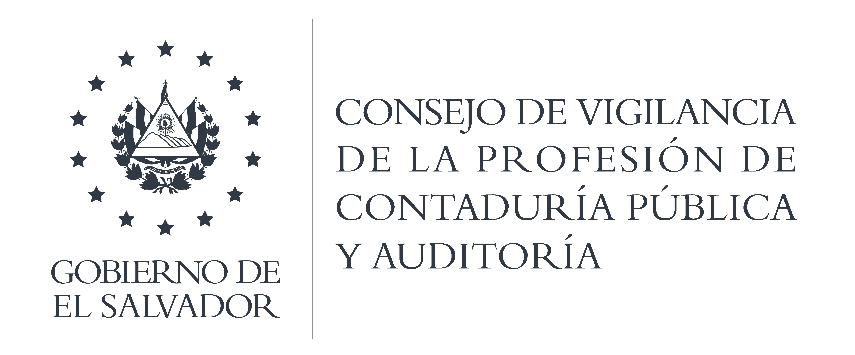 GOBIERNO DE
EL SALVADOR
CONSEJO DE VIGILANCIA
DE LA PROFESIÓN DE
CONTADURÍA PÚBLICA
Y AUDITORÍA